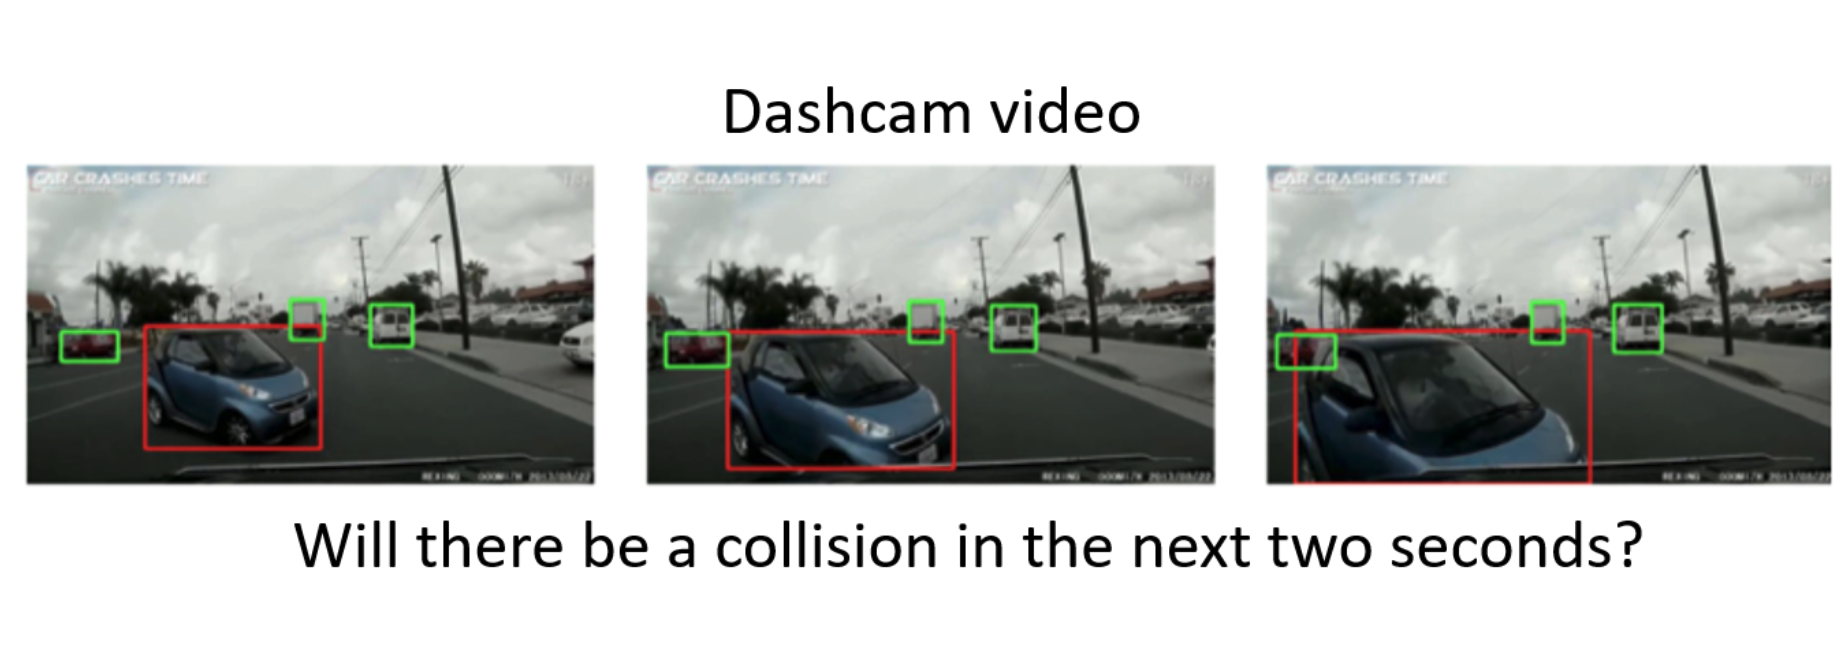 Dashcam video
CAR CRASHES TIME
CAR CRASHES TIME
CAR CRASHES TIME
Will there be a collision in the next two seconds?